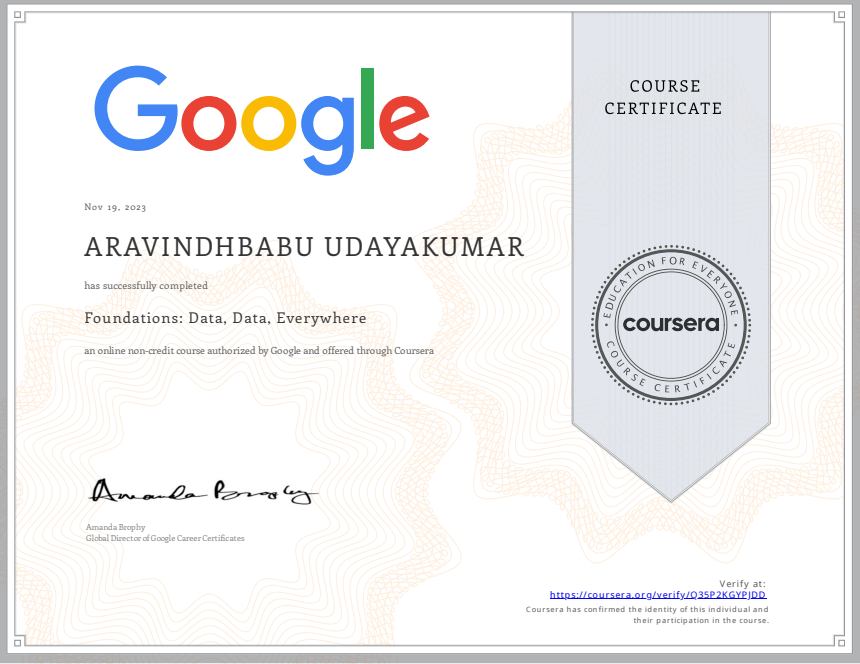 Google
COURSE
CERTIFICATE
Nov 19, 2023
ARAVINDHBABU UDAYAKUMAR
has successfully completed
Foundations: Data, Data, Everywhere
an online non-credit course authorized by Google and offered through Coursera
EDUCATION FOR EVERYONE
coursera
COURSE CERTIFICATE
Amanda Brophy
Amanda Brophy
Global Director of Google Career Certificates
Verify at:
https://coursera.org/verify/Q35P2KGYPJDD
Coursera has confirmed the identity of this individual and
their participation in the course.